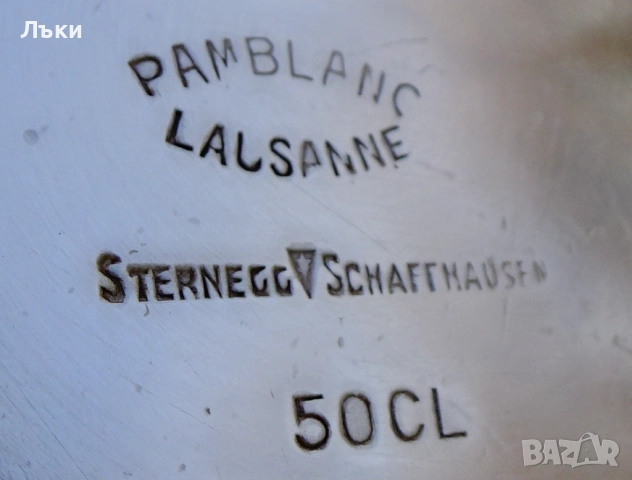 Лъки
PAMBLANC
LAUSANNE
STERNEGG SCHAFFHAUSEN
50CL
BAZAR